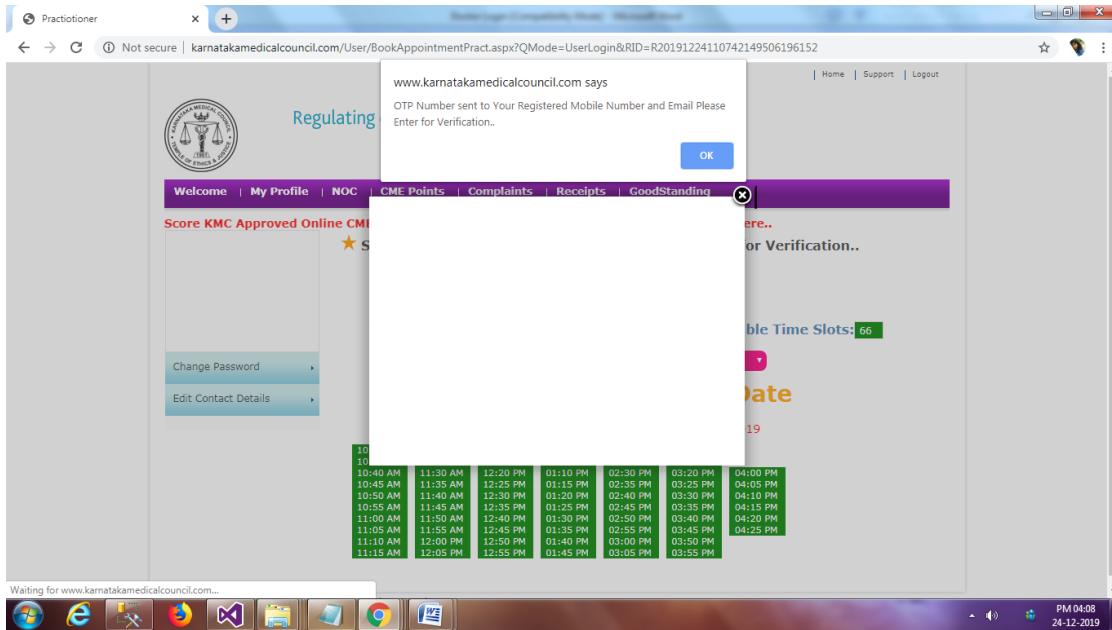 Practiotioner
Not secure | karnatakamedicalcouncil.com/User/BookAppointmentPract.aspx?QMode=UserLogin&RID=R20191224110742149506196152
www.karnatakamedicalcouncil.com says
OTP Number sent to Your Registered Mobile Number and Email Please
Enter for Verification..
OK
| Home | Support | Logout
KARNATAKA MEDICAL COUNCIL
TEMPLE OF ETHICS & JUSTICE
Regulating
Welcome | My Profile | NOC | CME Points | Complaints | Receipts | GoodStanding
Score KMC Approved Online CME ere..
S or Verification..
ble Time Slots: 66
Change Password
Date
Edit Contact Details
19
10
10
10:40 AM 11:30 AM 12:20 PM 01:10 PM 02:30 PM 03:20 PM 04:00 PM
10:45 AM 11:35 AM 12:25 PM 01:15 PM 02:35 PM 03:25 PM 04:05 PM
10:50 AM 11:40 AM 12:30 PM 01:20 PM 02:40 PM 03:30 PM 04:10 PM
10:55 AM 11:45 AM 12:35 PM 01:25 PM 02:45 PM 03:35 PM 04:15 PM
11:00 AM 11:50 AM 12:40 PM 01:30 PM 02:50 PM 03:40 PM 04:20 PM
11:05 AM 11:55 AM 12:45 PM 01:35 PM 02:55 PM 03:45 PM 04:25 PM
11:10 AM 12:00 PM 12:50 PM 01:40 PM 03:00 PM 03:50 PM
11:15 AM 12:05 PM 12:55 PM 01:45 PM 03:05 PM 03:55 PM
Waiting for www.karnatakamedicalcouncil.com...
PM 04:08
24-12-2019